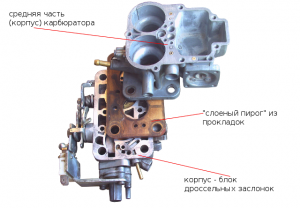 средняя часть
(корпус) карбюратора
"слоеный пирог" из
прокладок
корпус - блок
дроссельных заслонок